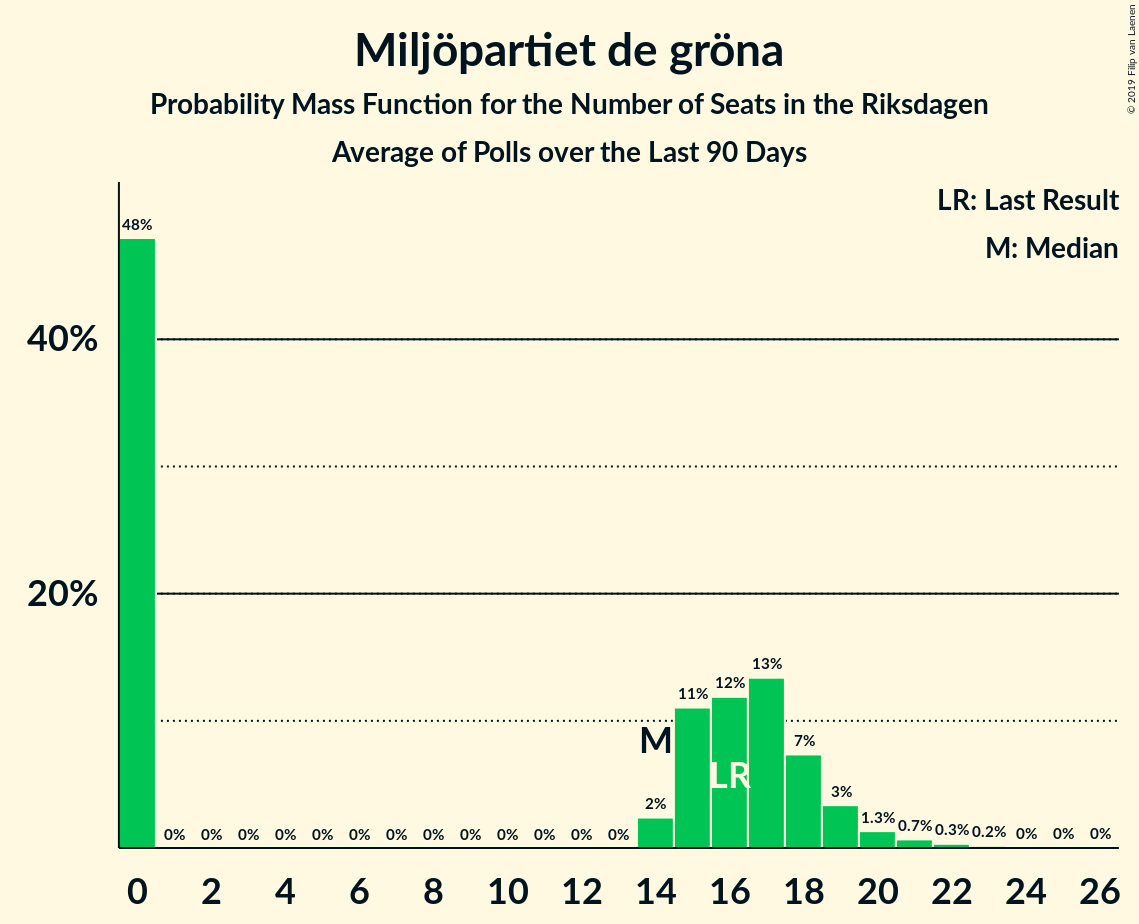 Miljöpartiet de gröna
Probability Mass Function for the Number of Seats in the Riksdagen
Average of Polls over the Last 90 Days
© 2019 Filip van Laenen
LR: Last Result
M: Median
40%
20%
48%
0% 0% 0% 0% 0% 0% 0% 0% 0% 0% 0% 0% 0% 2% 11% 12% 13% 7% 3% 1.3% 0.7% 0.3% 0.2% 0% 0% 0%
M
LR
0 2 4 6 8 10 12 14 16 18 20 22 24 26